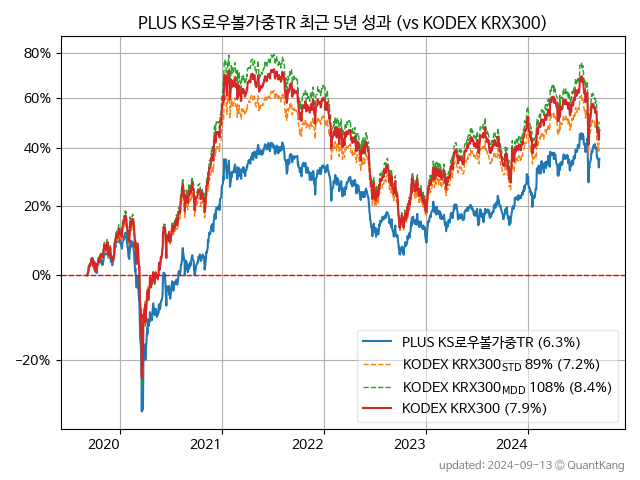 PLUS KS로우볼가중TR 최근 5년 성과 (vs KODEX KRX300)
80%
60%
40%
20%
0%
−20%
PLUS KS로우볼가중TR (6.3%)
KODEX KRX300STD 89% (7.2%)
KODEX KRX300MDD 108% (8.4%)
KODEX KRX300 (7.9%)
2020 2021 2022 2023 2024
updated: 2024-09-13 © QuantKang